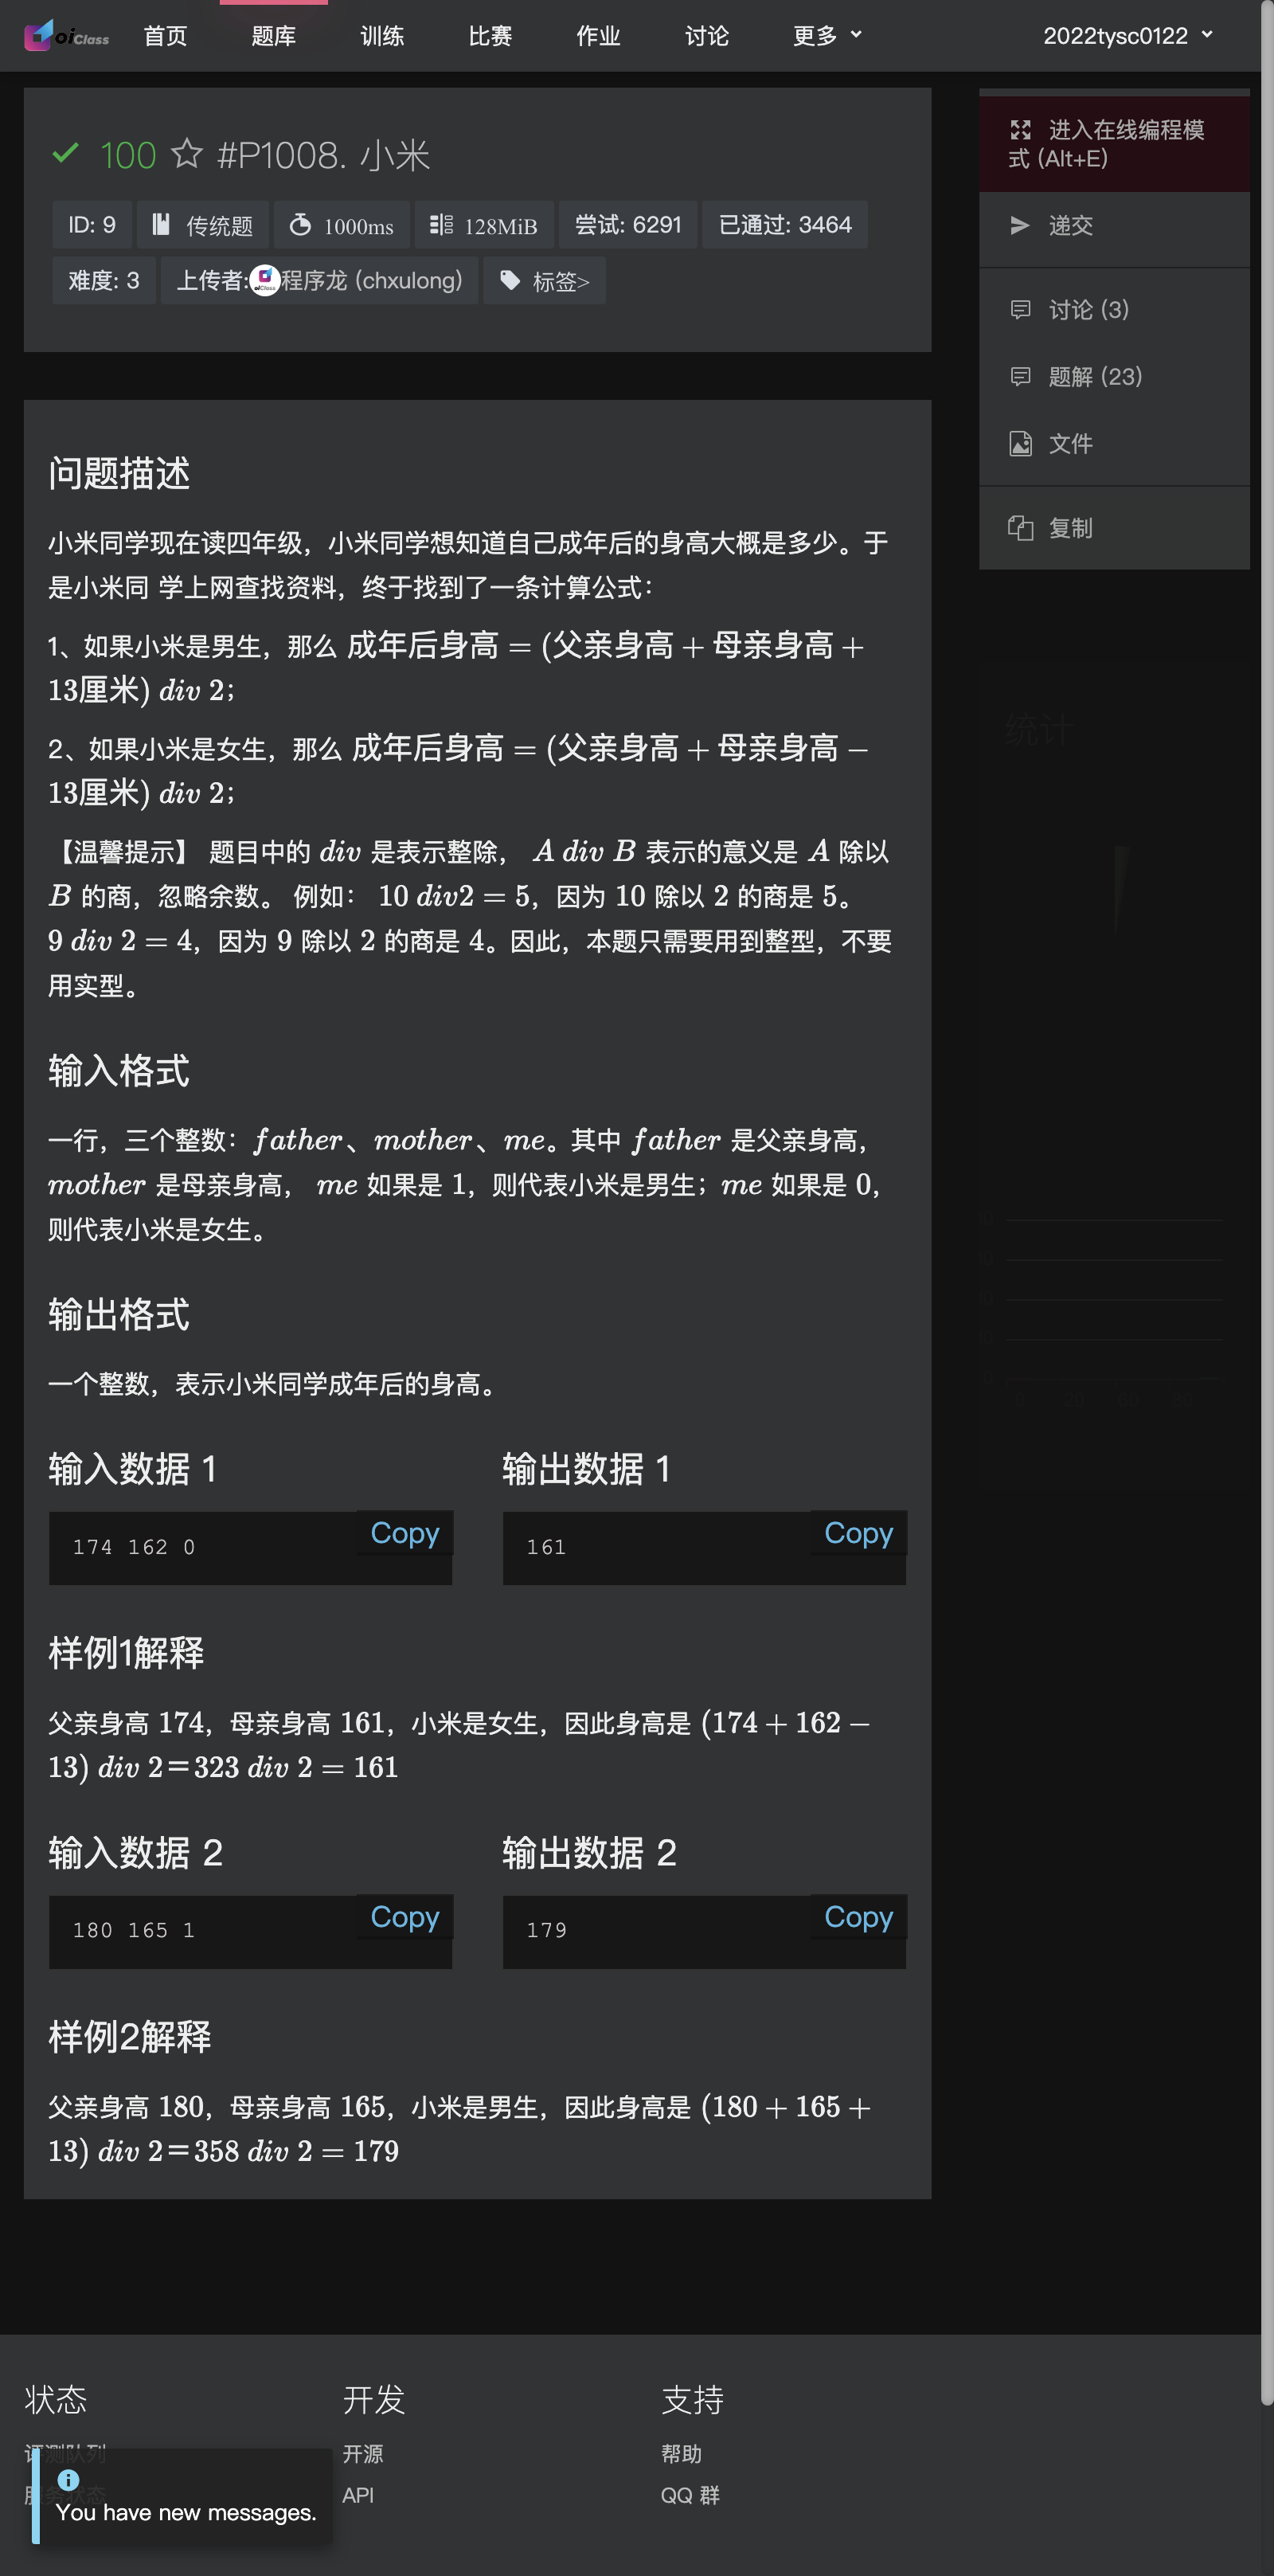 oiClass 首页 题库 训练 比赛 作业 讨论 更多 2022tysc0122
100 #P1008. 小米
ID: 9 传统题 1000ms 128MiB 尝试: 6291 已通过: 3464
难度: 3 上传者: oiClass 程序龙 (chxulong) 标签>
进入在线编程模
式 (Alt+E)
递交
讨论 (3)
题解 (23)
文件
复制
统计
问题描述
小米同学现在读四年级，小米同学想知道自己成年后的身高大概是多少。于
是小米同 学上网查找资料，终于找到了一条计算公式：
1、如果小米是男生，那么 成年后身高 = (父亲身高 + 母亲身高 +
13厘米) div 2；
2、如果小米是女生，那么 成年后身高 = (父亲身高 + 母亲身高 −
13厘米) div 2；
【温馨提示】 题目中的 div 是表示整除， A div B 表示的意义是 A 除以
B 的商，忽略余数。 例如： 10 div2 = 5，因为 10 除以 2 的商是 5。
9 div 2 = 4，因为 9 除以 2 的商是 4。因此，本题只需要用到整型，不要
用实型。
输入格式
一行，三个整数：father、mother、me。其中 father 是父亲身高，
mother 是母亲身高， me 如果是 1，则代表小米是男生；me 如果是 0，
则代表小米是女生。
输出格式
一个整数，表示小米同学成年后的身高。
输入数据 1 输出数据 1
174 162 0 Copy 161 Copy
样例1解释
父亲身高 174，母亲身高 161，小米是女生，因此身高是 (174 + 162 −
13) div 2＝323 div 2 = 161
输入数据 2 输出数据 2
180 165 1 Copy 179 Copy
样例2解释
父亲身高 180，母亲身高 165，小米是男生，因此身高是 (180 + 165 +
13) div 2＝358 div 2 = 179
状态 开发 支持
评测队列 开源 帮助
服务状态 API QQ 群
You have new messages.